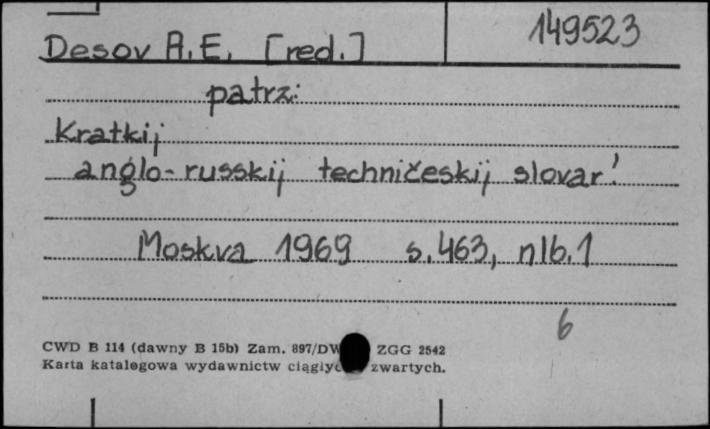 149523
Desov A.E. [red.]
patrz:
Kratkij
anglo-russkij techničeskij slovar'
Moskva 1969 s. 463, nlb. 1
6
CWD B 114 (dawny B 15b) Zam. 897/DW ZGG 2542
Karta katalogowa wydawnictw zwartych.